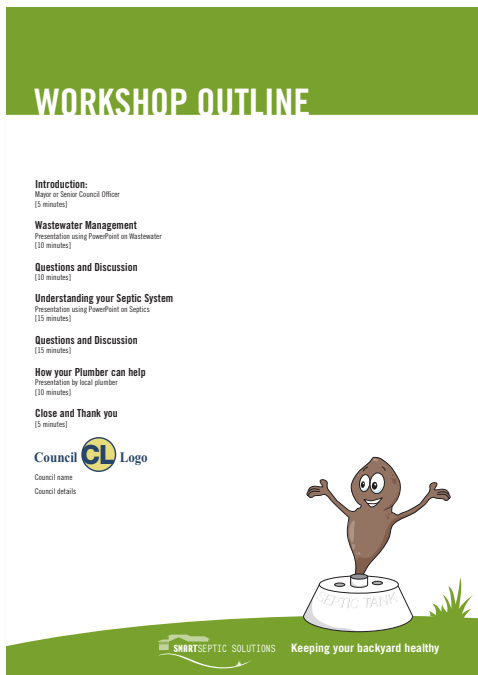 WORKSHOP OUTLINE
Introduction:
Mayor or Senior Council Officer
[5 minutes]
Wastewater Management
Presentation using PowerPoint on Wastewater
[10 minutes]
Questions and Discussion
[10 minutes]
Understanding your Septic System
Presentation using PowerPoint on Septics
[15 minutes]
Questions and Discussion
[15 minutes]
How your Plumber can help
Presentation by local plumber
[10 minutes]
Close and Thank you
[5 minutes]
Council CL Logo
Council name
Council details
SEPTIC TANK
SMARTSEPTIC SOLUTIONS Keeping your backyard healthy